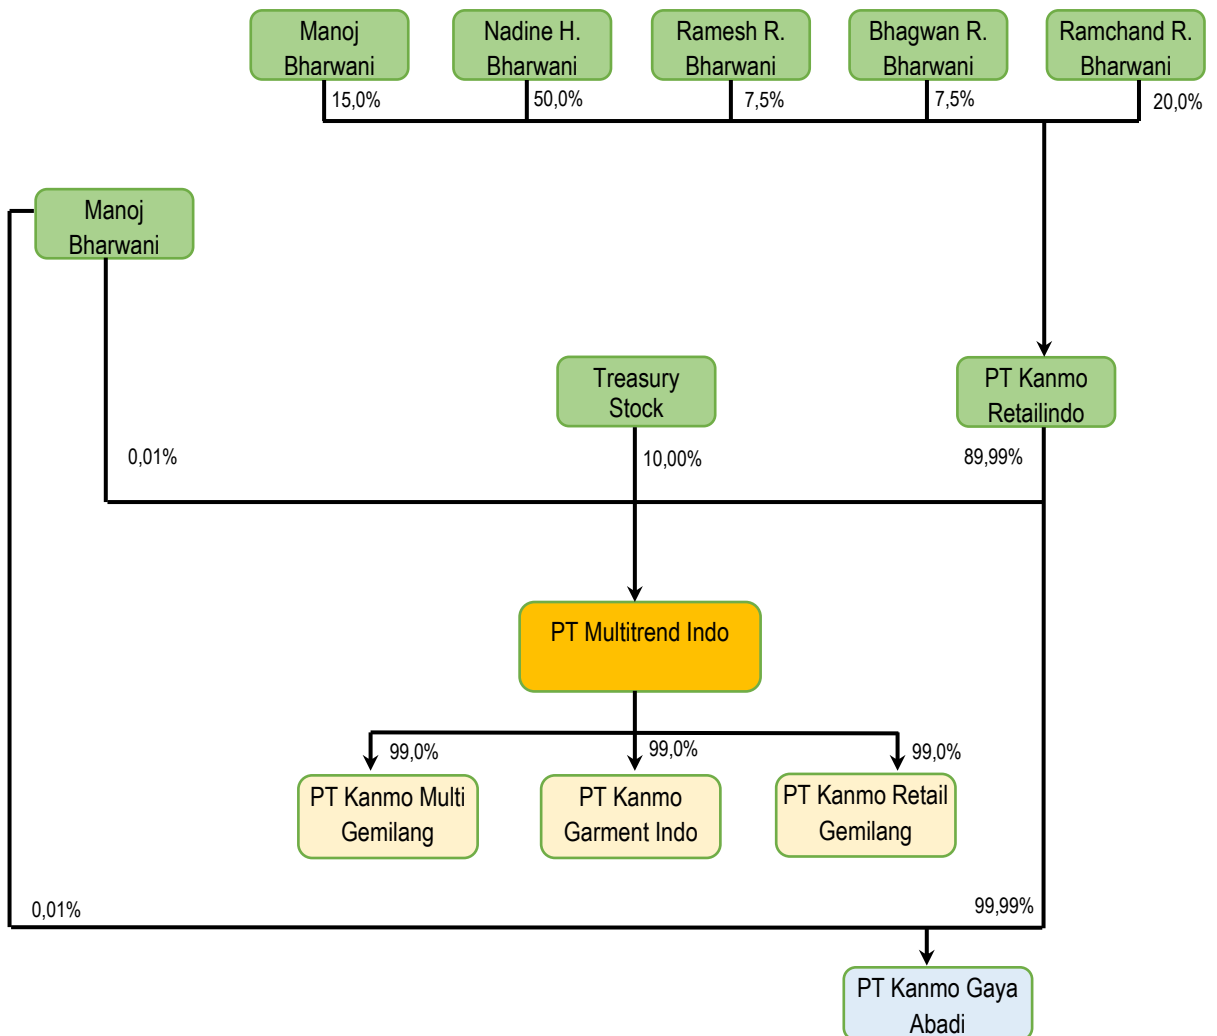 Manoj
Bharwani
Nadine H.
Bharwani
Ramesh R.
Bharwani
Bhagwan R.
Bharwani
Ramchand R.
Bharwani
15,0%
50,0%
7,5%
7,5%
20,0%
Manoj
Bharwani
Treasury
Stock
PT Kanmo
Retailindo
0,01%
10,00%
89,99%
PT Multitrend Indo
99,0%
99,0%
99,0%
PT Kanmo Multi
Gemilang
PT Kanmo
Garment Indo
PT Kanmo Retail
Gemilang
0,01%
99,99%
PT Kanmo Gaya
Abadi